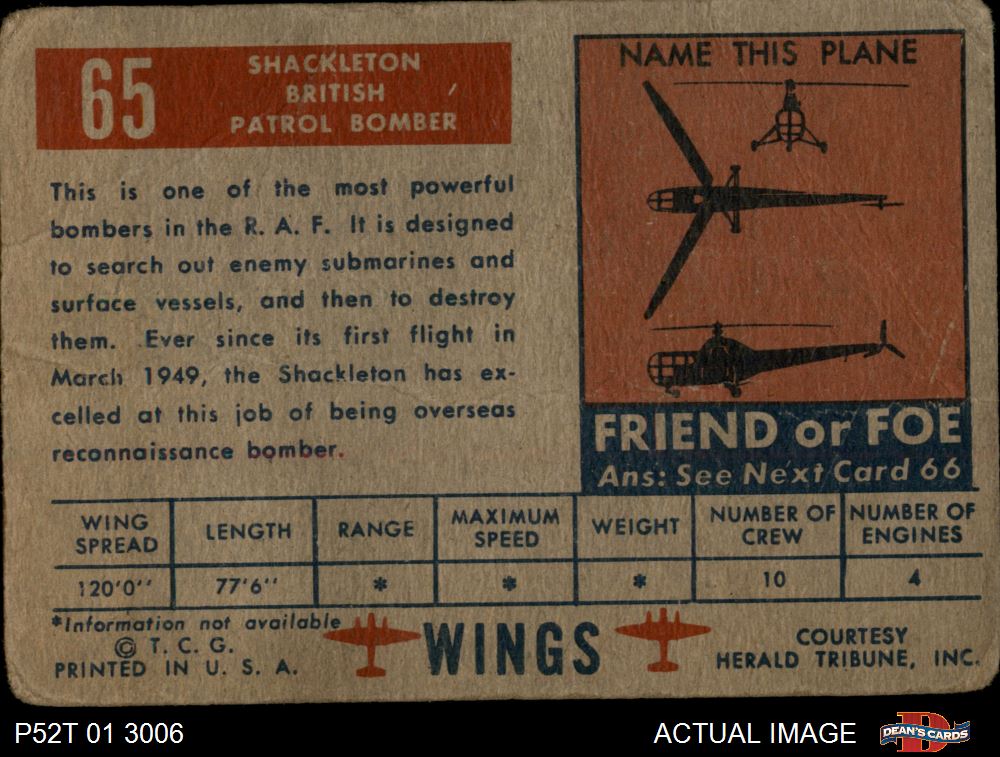 65
SHACKLETON
BRITISH
PATROL BOMBER
This is one of the most powerful
bombers in the R. A. F. It is designed
to search out enemy submarines and
surface vessels, and then to destroy
them. Ever since its first flight in
March 1949, the Shackleton has ex-
celled at this job of being overseas
reconnaissance bomber.
NAME THIS PLANE
FRIEND or FOE
Ans: See Next Card 66
WING SPREAD
LENGTH
RANGE
MAXIMUM SPEED
WEIGHT
NUMBER OF CREW
NUMBER OF ENGINES
120'0''
77'6''
*
*
*
10
4
*Information not available
© T. C. G.
PRINTED IN U. S. A.
WINGS
COURTESY
HERALD TRIBUNE, INC.
P52T 01 3006
ACTUAL IMAGE
D
DEAN'S CARDS